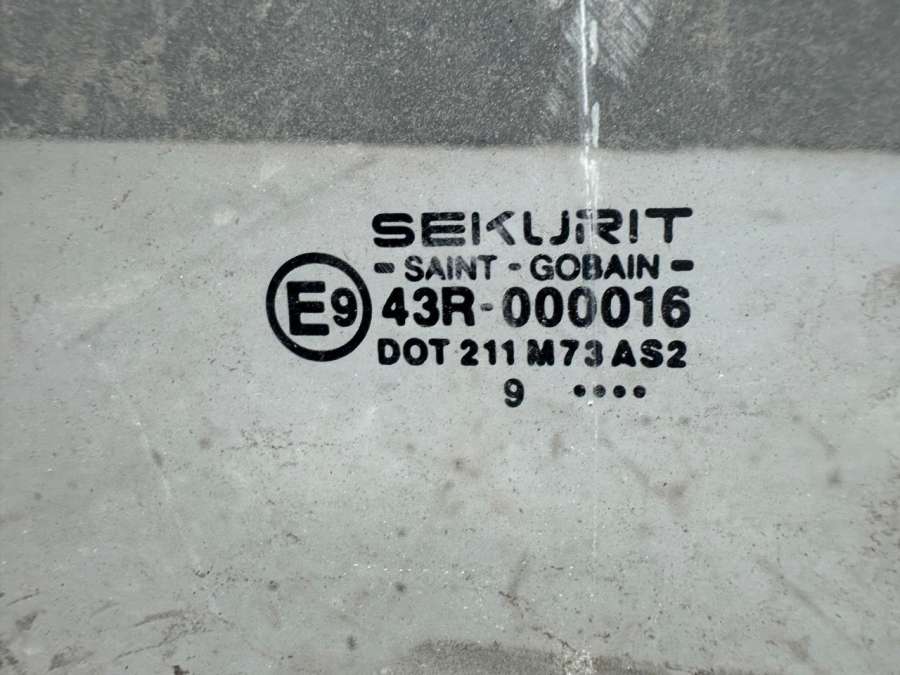 SEKURIT
- SAINT - GOBAIN -
E9 43R-000016
DOT 211 M73 AS2
9 ••••